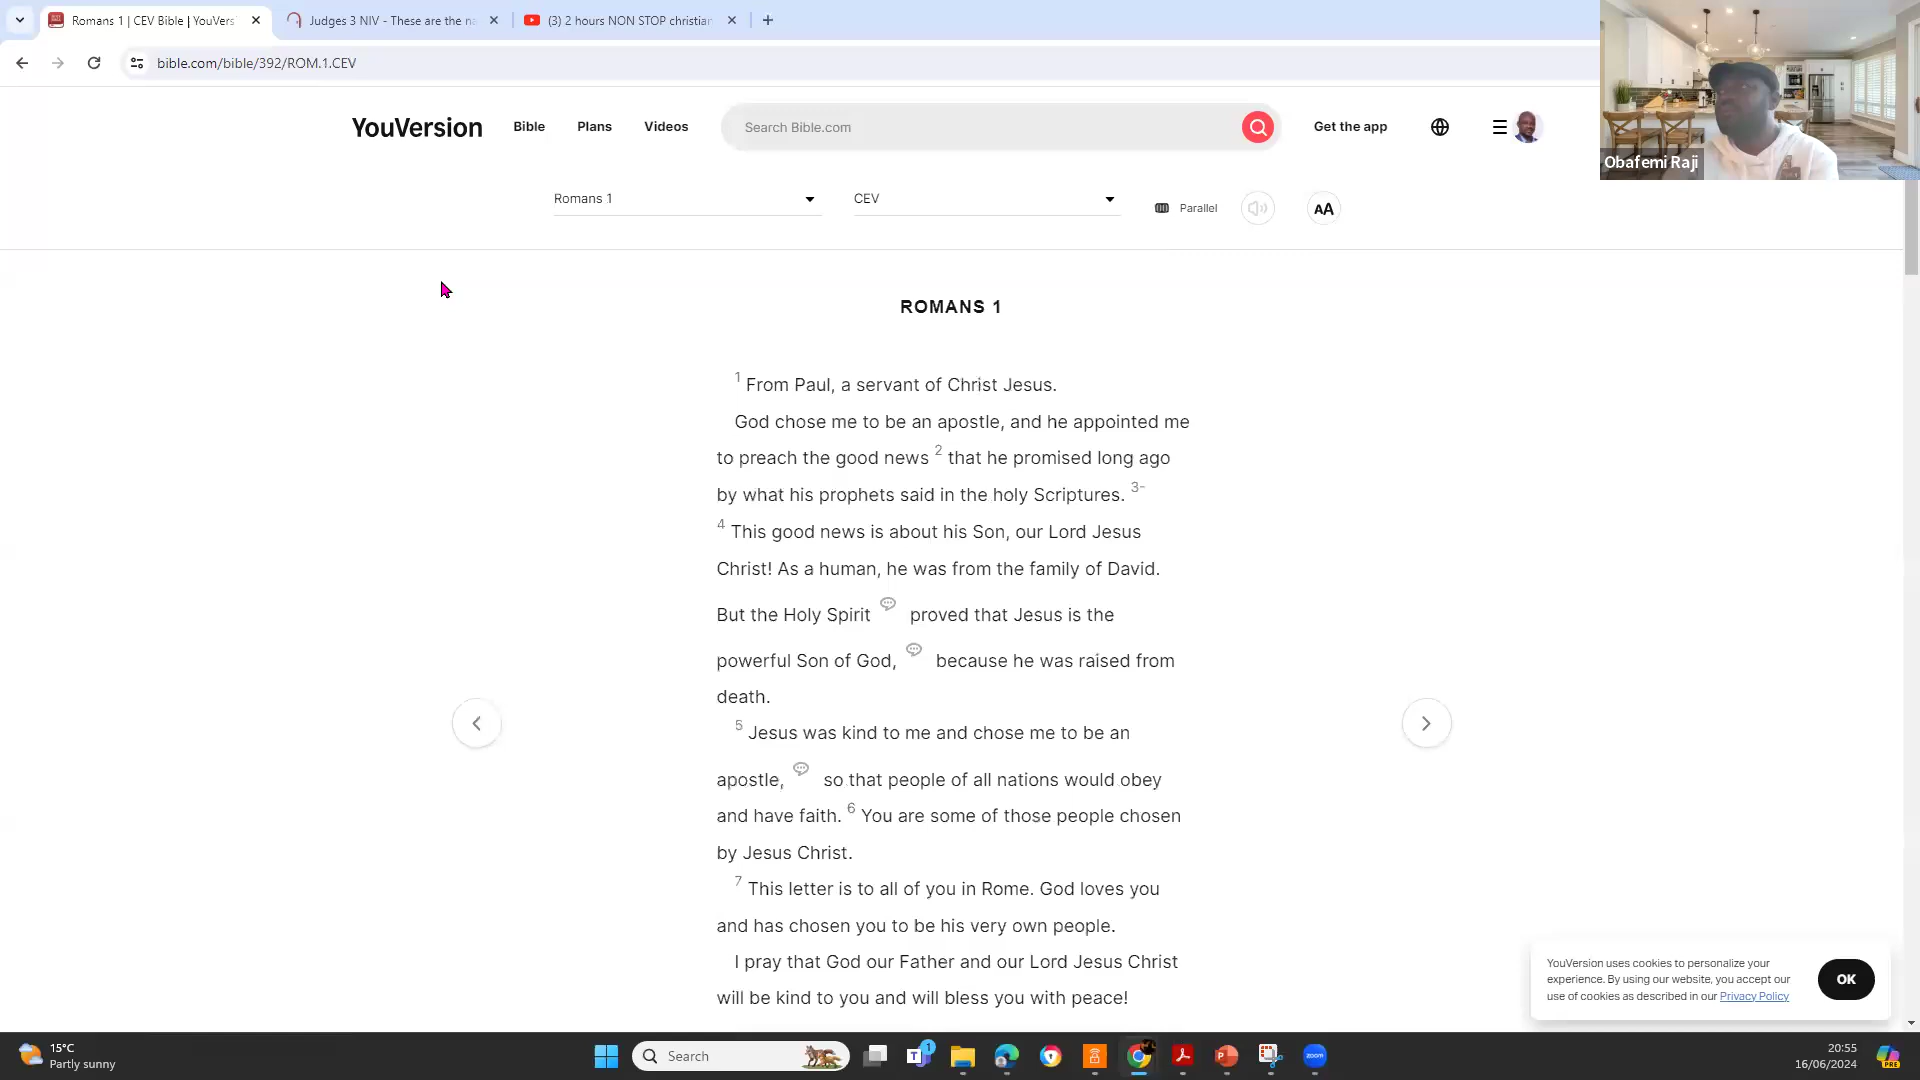 Romans 1 | CEV Bible | YouVers
Judges 3 NIV - These are the na
(3) 2 hours NON STOP christian
bible.com/bible/392/ROM.1.CEV
YouVersion
Bible
Plans
Videos
Search Bible.com
Get the app
Obafemi Raji
Romans 1
CEV
Parallel
AA
ROMANS 1
1 From Paul, a servant of Christ Jesus.
God chose me to be an apostle, and he appointed me
to preach the good news 2 that he promised long ago
by what his prophets said in the holy Scriptures. 3-
4 This good news is about his Son, our Lord Jesus
Christ! As a human, he was from the family of David.
But the Holy Spirit proved that Jesus is the
powerful Son of God, because he was raised from
death.
5 Jesus was kind to me and chose me to be an
apostle, so that people of all nations would obey
and have faith. 6 You are some of those people chosen
by Jesus Christ.
7 This letter is to all of you in Rome. God loves you
and has chosen you to be his very own people.
I pray that God our Father and our Lord Jesus Christ
will be kind to you and will bless you with peace!
YouVersion uses cookies to personalize your
experience. By using our website, you accept our
use of cookies as described in our Privacy Policy
OK
15°C
Partly sunny
Search
1
zoom
20:55
16/06/2024
PRE